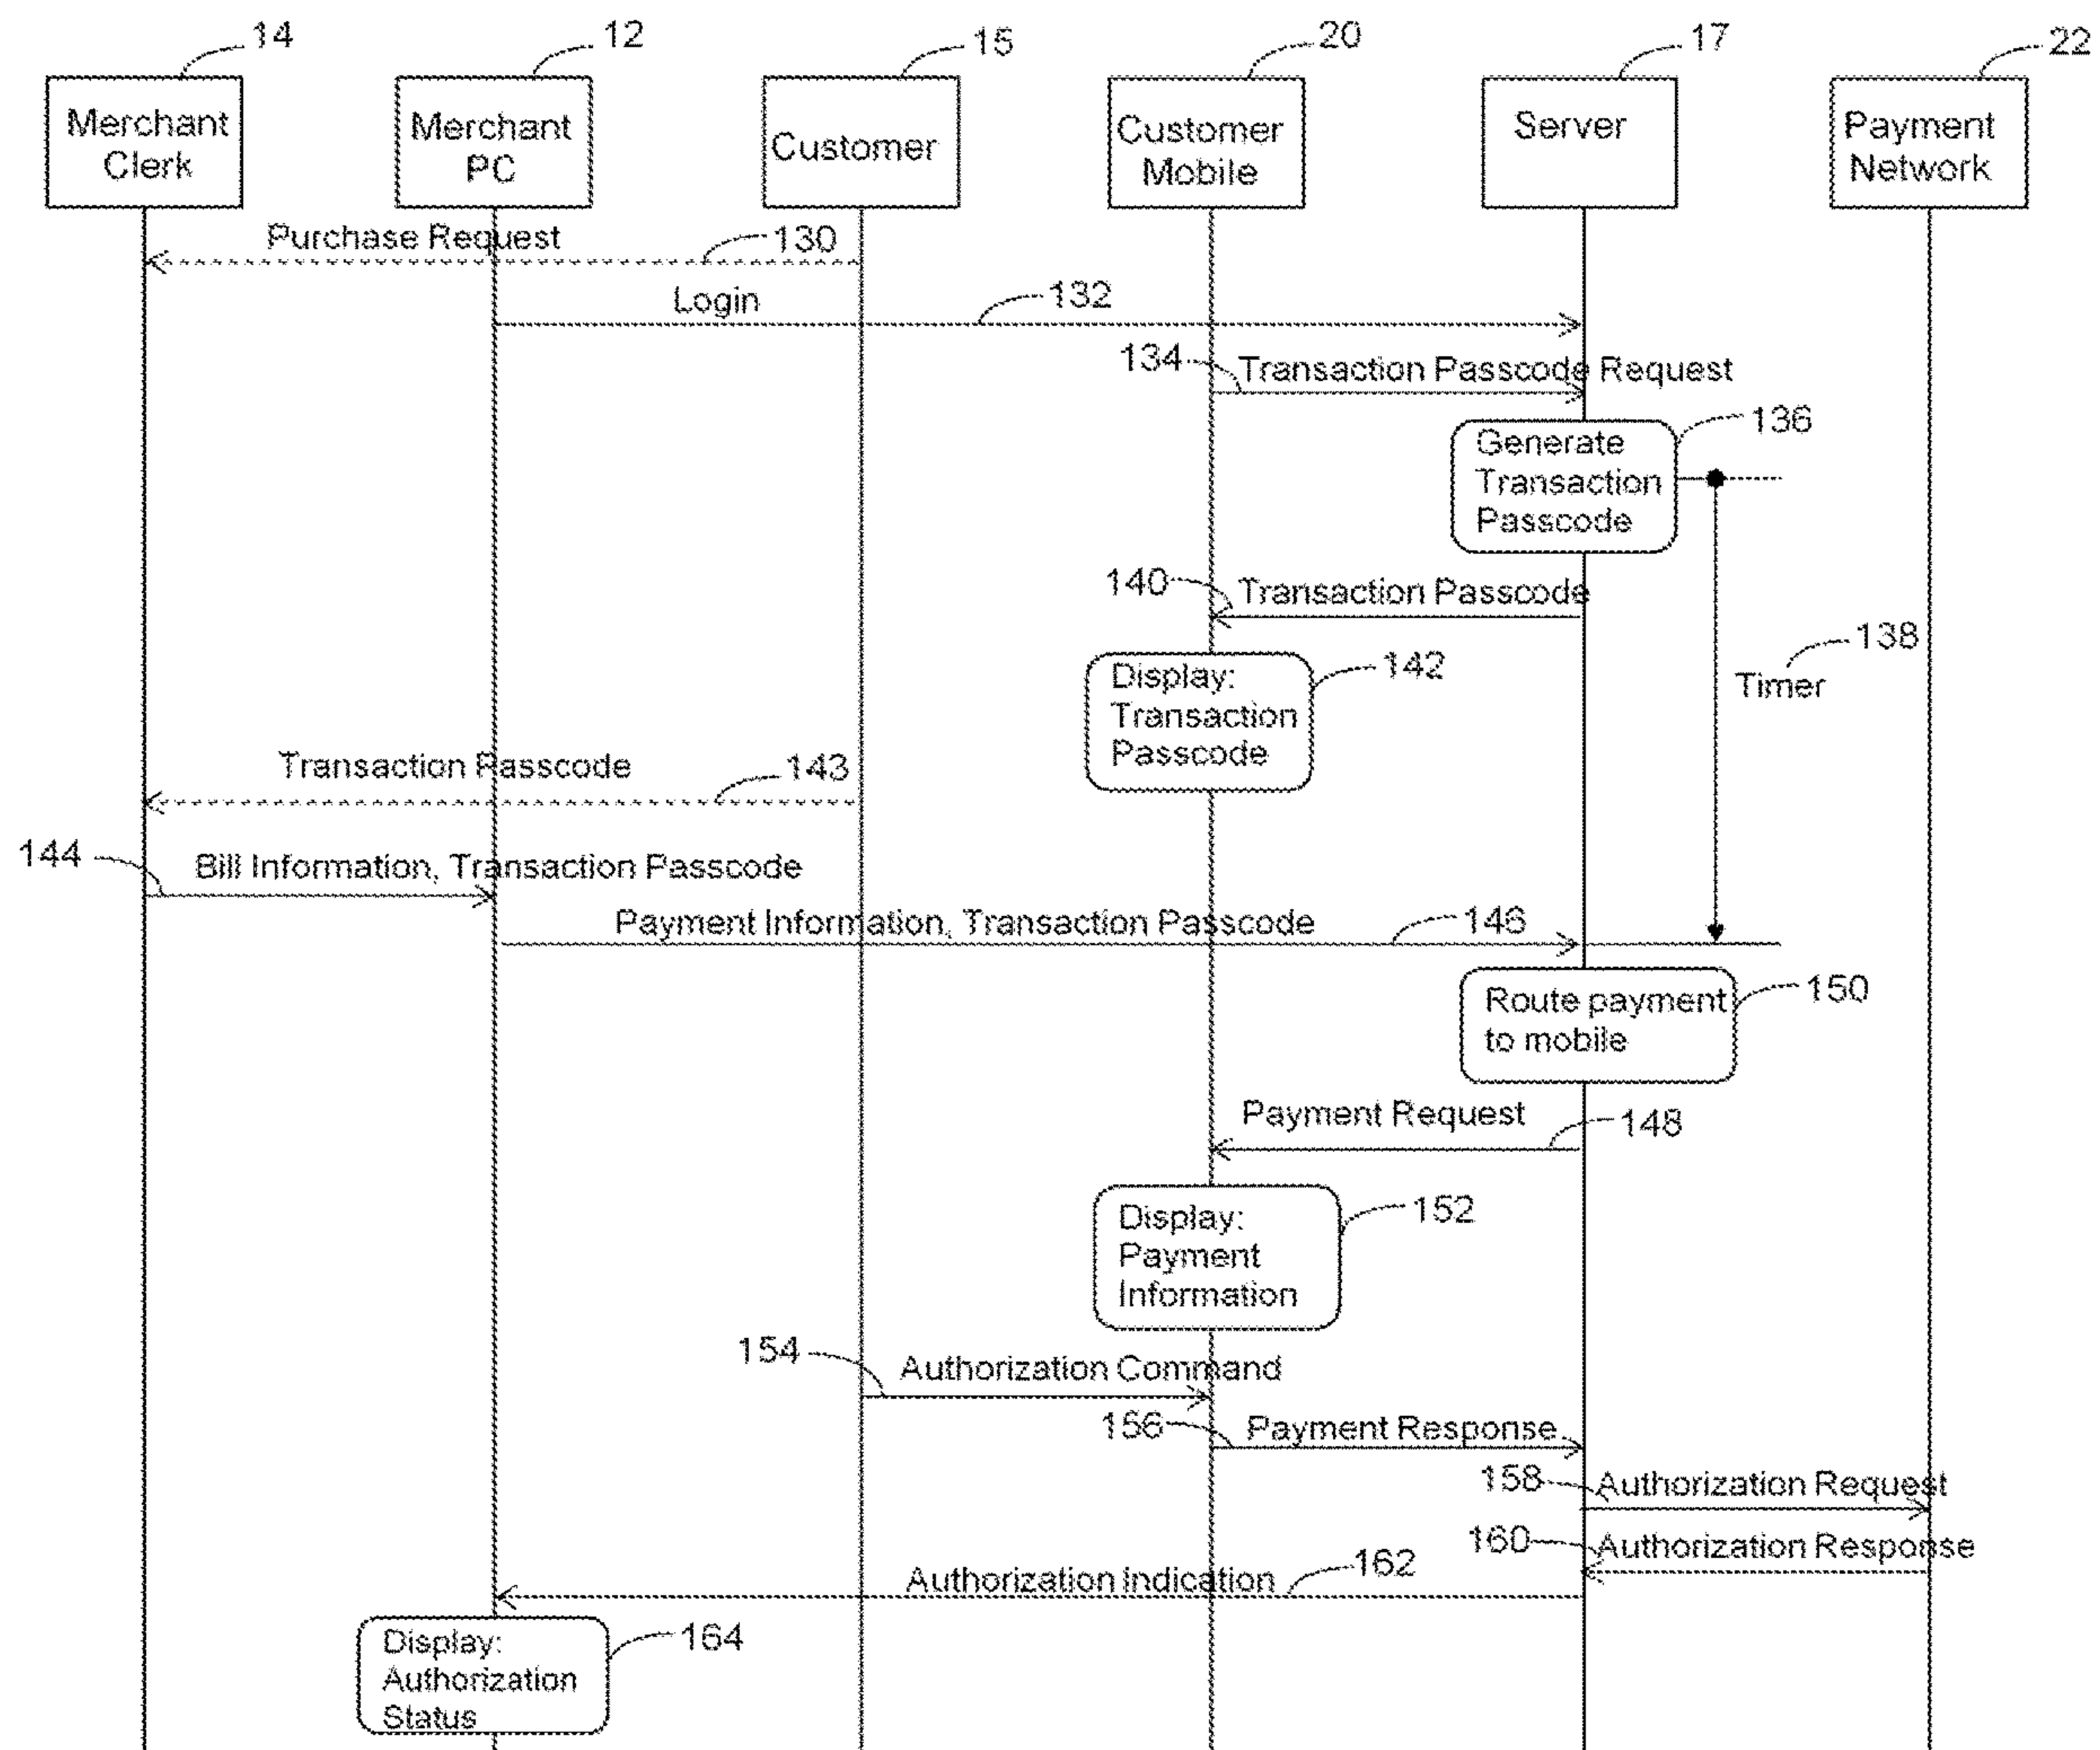 14
12
15
20
17
22
Merchant
Clerk
Merchant
PC
Customer
Customer
Mobile
Server
Payment
Network
Purchase Request
130
Login
132
134
Transaction Passcode Request
136
Generate
Transaction
Passcode
140
Transaction Passcode
138
Timer
142
Display:
Transaction
Passcode
Transaction Passcode
143
144
Bill Information, Transaction Passcode
Payment Information, Transaction Passcode
146
150
Route payment
to mobile
Payment Request
148
152
Display:
Payment
Information
154
Authorization Command
156
Payment Response
158
Authorization Request
160
Authorization Response
Authorization Indication
162
164
Display:
Authorization
Status